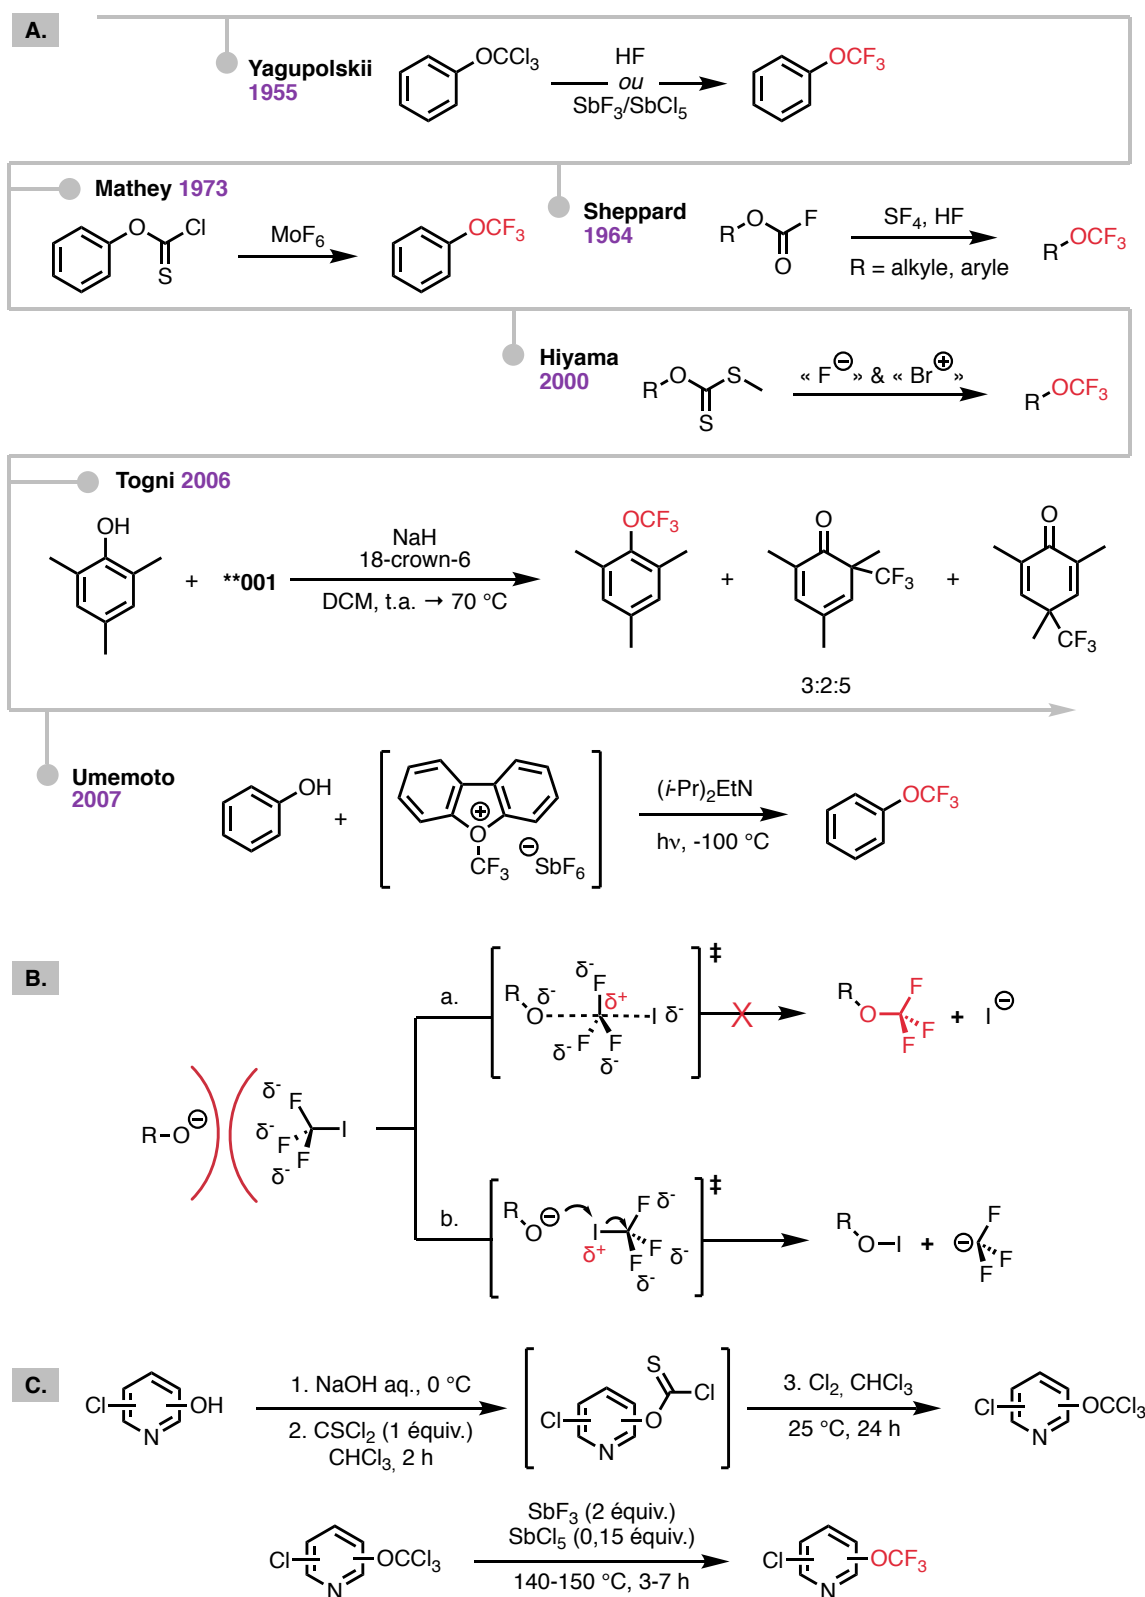 A.
Yagupolskii
1955
OCCl3
HF
ou
SbF3/SbCl5
OCF3
Mathey 1973
O
Cl
S
MoF6
OCF3
Sheppard
1964
R
O
F
O
SF4, HF
R = alkyle, aryle
R
OCF3
Hiyama
2000
R
O
S
S
« F⊖ » & « Br⊕ »
R
OCF3
Togni 2006
OH
+
**001
NaH
18-crown-6
DCM, t.a. → 70 °C
OCF3
+
O
CF3
+
O
CF3
3:2:5
Umemoto
2007
OH
+
⊕
O
CF3
⊖SbF6
(i-Pr)2EtN
hν, -100 °C
OCF3
B.
R–O⊖
δ-
F
δ-
F
F
δ-
I
a.
R
O
δ-
δ-
F
δ+
I δ-
δ-
F
F
δ-
‡
X
R
O
F
F
F
+
I⊖
b.
R
O⊖
I
δ+
F
δ-
F
δ-
F
δ-
‡
R
O–I
+
⊖
F
F
F
C.
Cl
OH
N
1. NaOH aq., 0 °C
2. CSCl2 (1 équiv.)
CHCl3, 2 h
S
Cl
O
Cl
N
3. Cl2, CHCl3
25 °C, 24 h
Cl
OCCl3
N
Cl
OCCl3
N
SbF3 (2 équiv.)
SbCl5 (0,15 équiv.)
140-150 °C, 3-7 h
Cl
OCF3
N